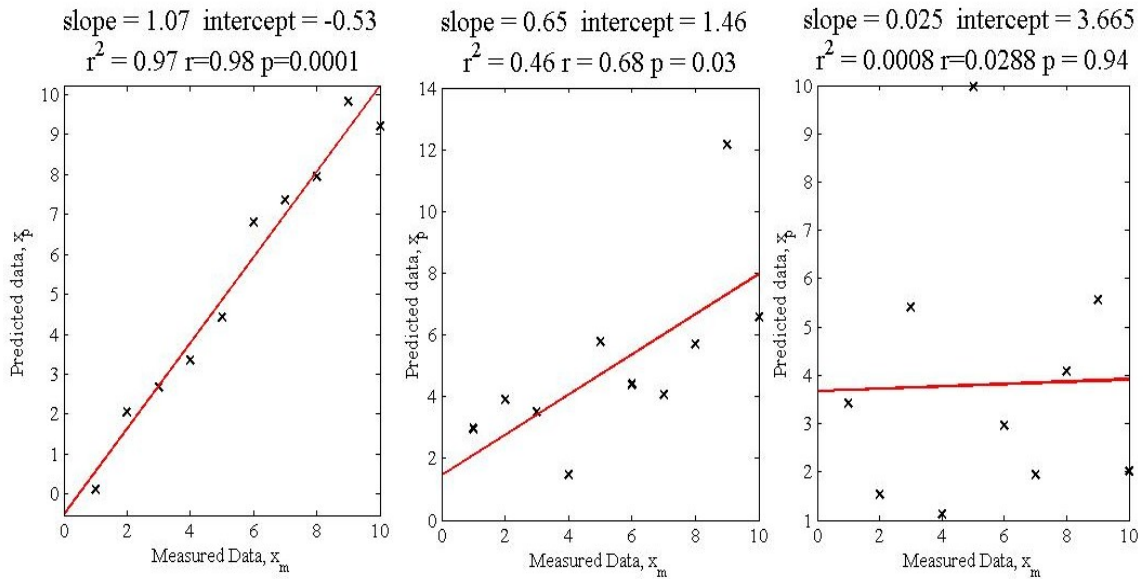 slope = 1.07 intercept = -0.53
r² = 0.97 r=0.98 p=0.0001
10
9
8
7
6
5
4
3
2
1
0
0 2 4 6 8 10
Predicted data, xₚ
Measured Data, xₘ
slope = 0.65 intercept = 1.46
r² = 0.46 r = 0.68 p = 0.03
14
12
10
8
6
4
2
0
0 2 4 6 8 10
Predicted data, xₚ
Measured Data, xₘ
slope = 0.025 intercept = 3.665
r² = 0.0008 r=0.0288 p = 0.94
10
9
8
7
6
5
4
3
2
1
0 2 4 6 8 10
Predicted data, xₚ
Measured Data, xₘ